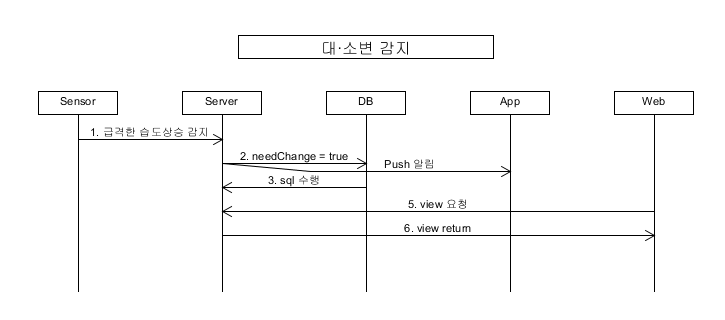 대·소변 감지
Sensor
Server
DB
App
Web
1. 급격한 습도상승 감지
2. needChange = true
Push 알림
3. sql 수행
5. view 요청
6. view return